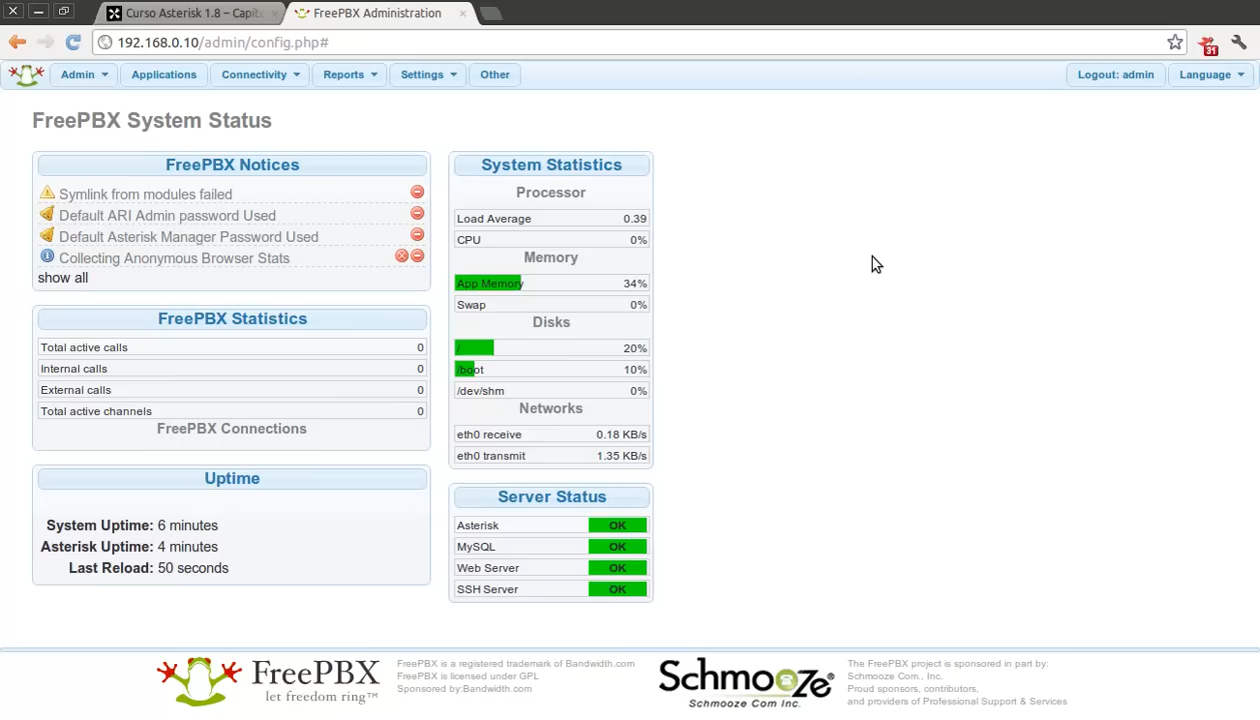 Curso Asterisk 1.8 – Capít
FreePBX Administration
192.168.0.10/admin/config.php#
31
Admin
Applications
Connectivity
Reports
Settings
Other
Logout: admin
Language
FreePBX System Status
FreePBX Notices
Symlink from modules failed
Default ARI Admin password Used
Default Asterisk Manager Password Used
Collecting Anonymous Browser Stats
show all
FreePBX Statistics
Total active calls 0
Internal calls 0
External calls 0
Total active channels 0
FreePBX Connections
Uptime
System Uptime: 6 minutes
Asterisk Uptime: 4 minutes
Last Reload: 50 seconds
System Statistics
Processor
Load Average 0.39
CPU 0%
Memory
App Memory 34%
Swap 0%
Disks
/ 20%
/boot 10%
/dev/shm 0%
Networks
eth0 receive 0.18 KB/s
eth0 transmit 1.35 KB/s
Server Status
Asterisk OK
MySQL OK
Web Server OK
SSH Server OK
FreePBX
let freedom ring™
FreePBX is a registered trademark of Bandwidth.com
FreePBX is licensed under GPL
Sponsored by:Bandwidth.com
Schmooze®
Schmooze Com Inc.
The FreePBX project is sponsored in part by:
Schmooze Com., Inc.
Proud sponsors, contributors,
and providers of Professional Support & Services